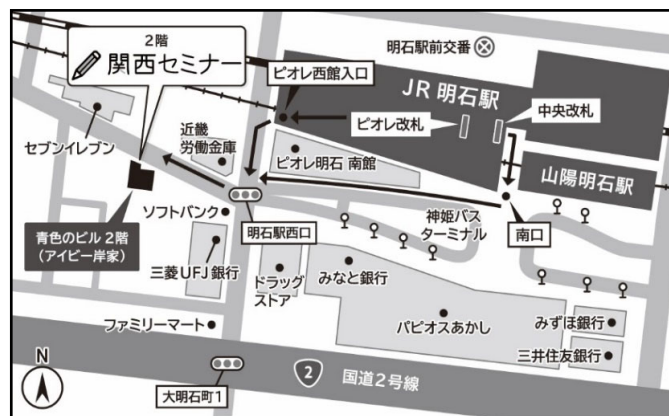 2階
関西セミナー
明石駅前交番
ピオレ西館入口
JR 明石駅
中央改札
ピオレ改札
近畿
労働金庫
セブンイレブン
ピオレ明石 南館
山陽明石駅
ソフトバンク
明石駅西口
神姫バス
ターミナル
南口
青色のビル 2階
(アイビー岸家)
三菱UFJ銀行
ドラッグ
ストア
みなと銀行
パピオスあかし
みずほ銀行
三井住友銀行
ファミリーマート
N
大明石町1
2
国道2号線